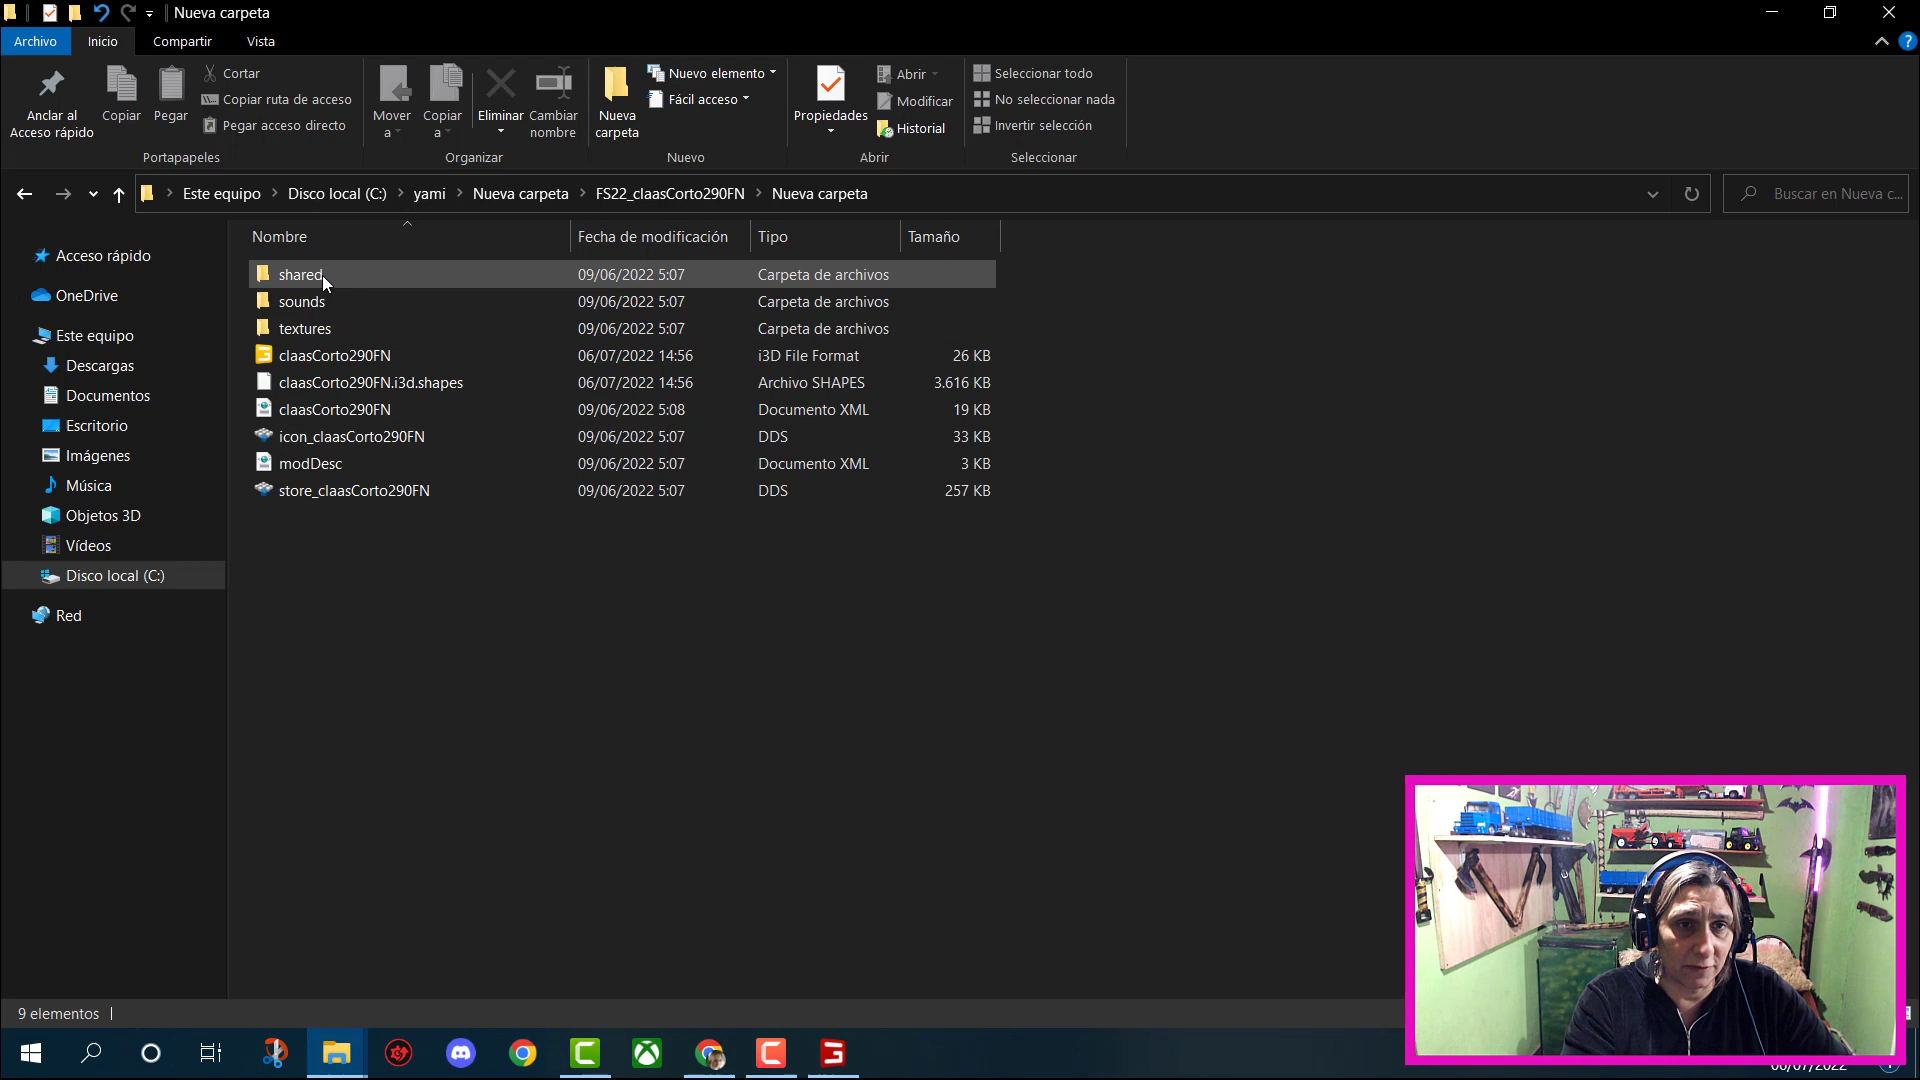 Nueva carpeta
Archivo Inicio Compartir Vista
Anclar al Acceso rápido
Copiar
Pegar
Cortar
Copiar ruta de acceso
Pegar acceso directo
Portapapeles
Mover a
Copiar a
Eliminar
Cambiar nombre
Organizar
Nueva carpeta
Nuevo elemento
Fácil acceso
Nuevo
Propiedades
Abrir
Modificar
Historial
Abrir
Seleccionar todo
No seleccionar nada
Invertir selección
Seleccionar
Este equipo > Disco local (C:) > yami > Nueva carpeta > FS22_claasCorto290FN > Nueva carpeta
Buscar en Nueva c...
Acceso rápido
OneDrive
Este equipo
Descargas
Documentos
Escritorio
Imágenes
Música
Objetos 3D
Vídeos
Disco local (C:)
Red
Nombre Fecha de modificación Tipo Tamaño
shared 09/06/2022 5:07 Carpeta de archivos
sounds 09/06/2022 5:07 Carpeta de archivos
textures 09/06/2022 5:07 Carpeta de archivos
claasCorto290FN 06/07/2022 14:56 i3D File Format 26 KB
claasCorto290FN.i3d.shapes 06/07/2022 14:56 Archivo SHAPES 3.616 KB
claasCorto290FN 09/06/2022 5:08 Documento XML 19 KB
icon_claasCorto290FN 09/06/2022 5:07 DDS 33 KB
modDesc 09/06/2022 5:07 Documento XML 3 KB
store_claasCorto290FN 09/06/2022 5:07 DDS 257 KB
9 elementos
06/07/2022